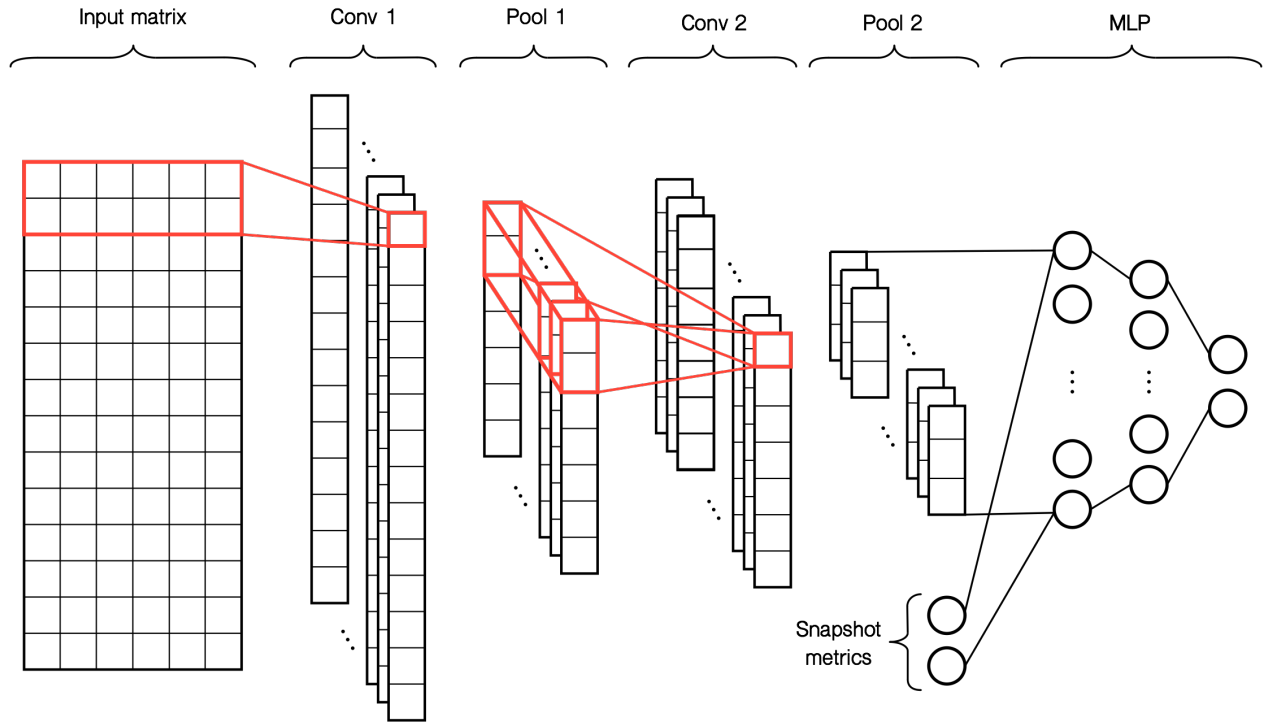 Input matrix
Conv 1
Pool 1
Conv 2
Pool 2
MLP
Snapshot
metrics